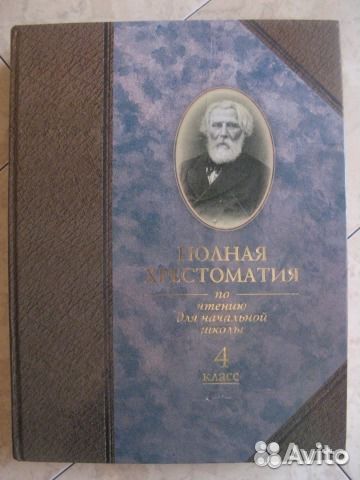 ПОЛНАЯ
ХРЕСТОМАТИЯ
по
чтению
для начальной
школы
4
класс
Avito